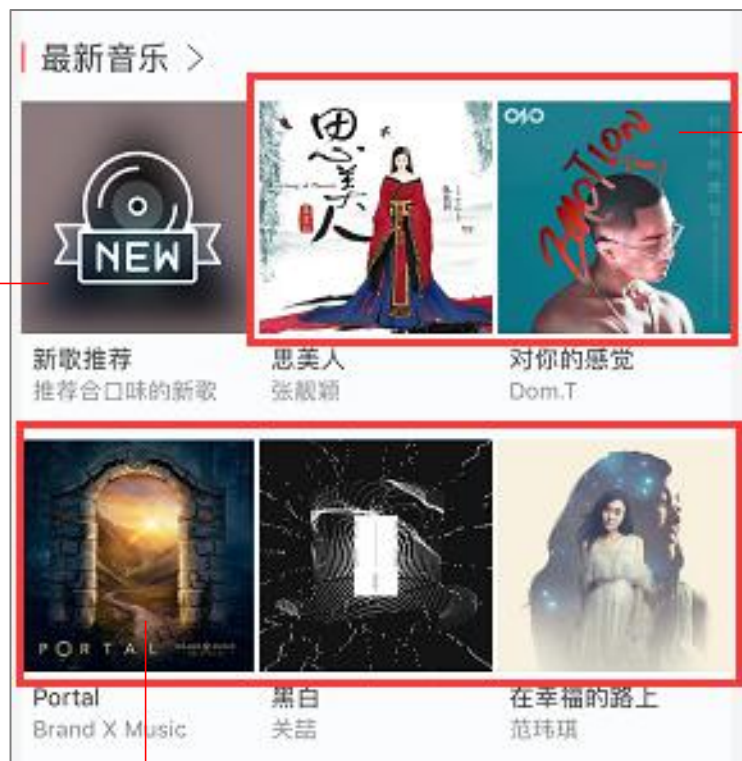 最新音乐 >
思美人
EMOTION
NEW
新歌推荐
思美人
对你的感觉
推荐合口味的新歌
张靓颖
Dom.T
PORTAL
Portal
黑白
在幸福的路上
Brand X Music
关喆
范玮琪